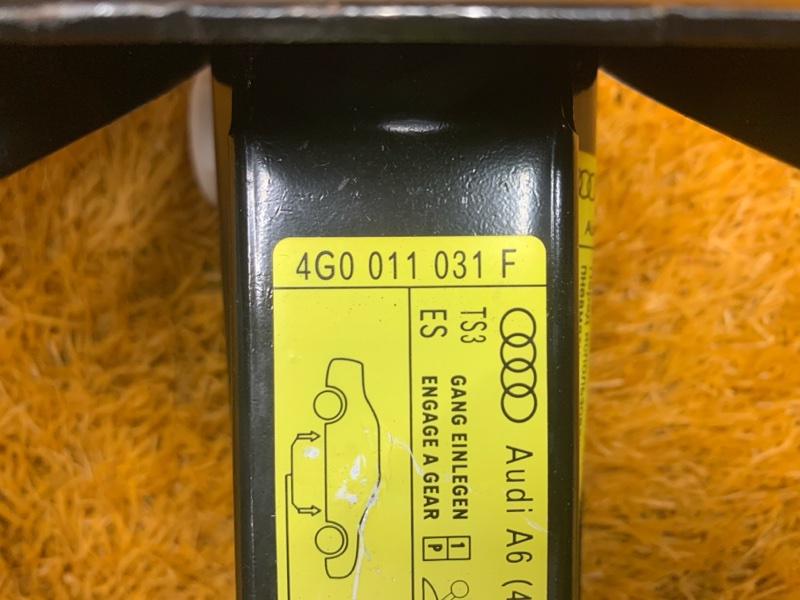 4G0 011 031 F
Audi A6 (4
TS3
ES
GANG EINLEGEN 1
ENGAGE A GEAR P